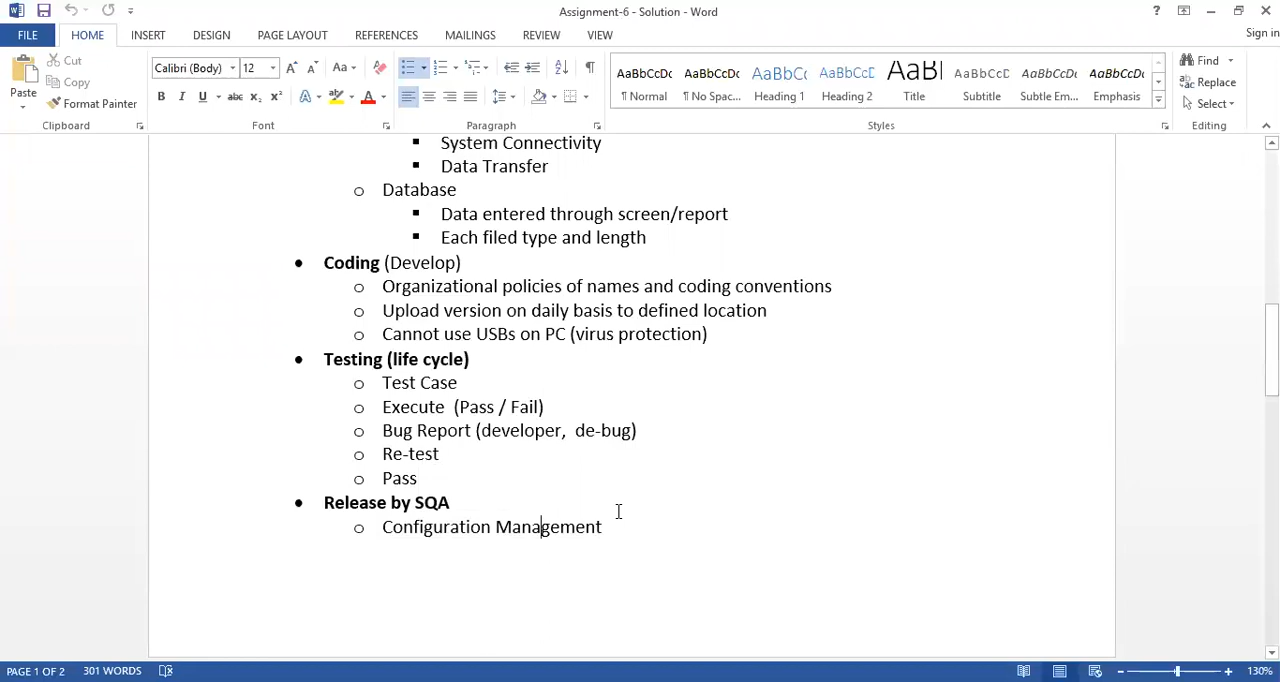 Assignment-6 - Solution - Word
Sign in
FILE HOME INSERT DESIGN PAGE LAYOUT REFERENCES MAILINGS REVIEW VIEW
Paste
Cut
Copy
Format Painter
Clipboard
Calibri (Body) 12
Font
Paragraph
AaBbCcDc AaBbCcDc AaBbCc AaBbCcD AaBl AaBbCcD AaBbCcDc AaBbCcDc
¶ Normal ¶ No Spac... Heading 1 Heading 2 Title Subtitle Subtle Em... Emphasis
Styles
Find
Replace
Select
Editing
▪ System Connectivity
▪ Data Transfer
o Database
▪ Data entered through screen/report
▪ Each filed type and length
• Coding (Develop)
o Organizational policies of names and coding conventions
o Upload version on daily basis to defined location
o Cannot use USBs on PC (virus protection)
• Testing (life cycle)
o Test Case
o Execute  (Pass / Fail)
o Bug Report (developer,  de-bug)
o Re-test
o Pass
• Release by SQA
o Configuration Management
PAGE 1 OF 2 301 WORDS 130%